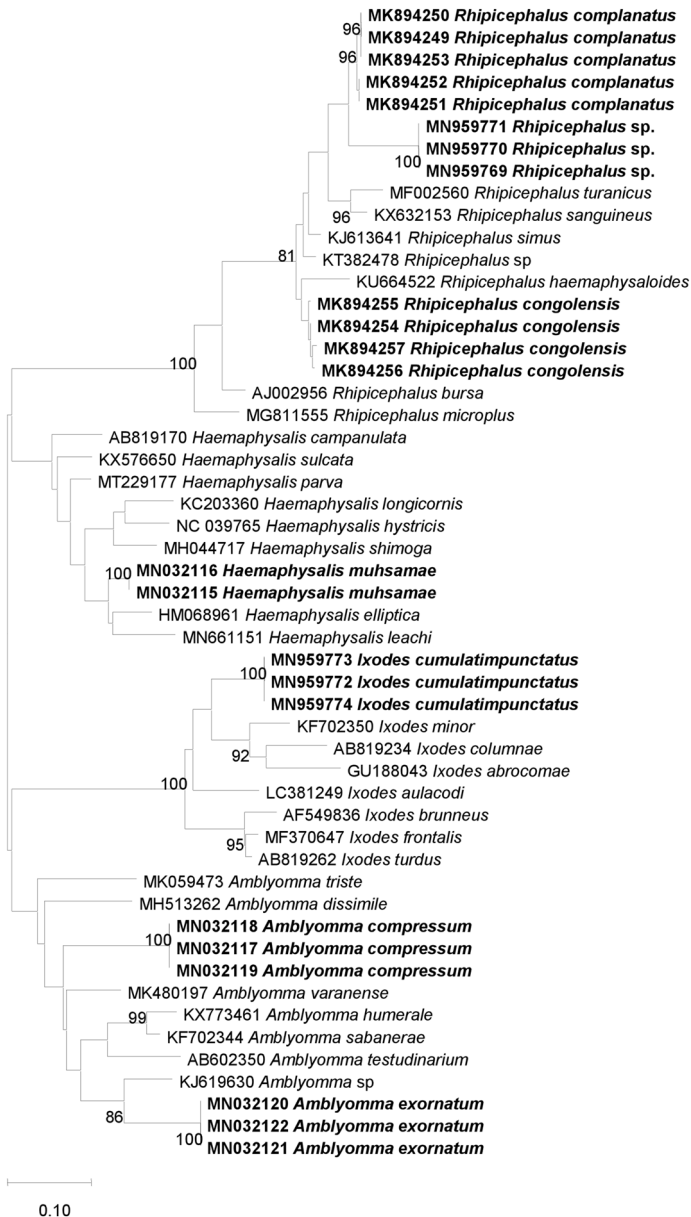 MK894250 Rhipicephalus complanatus
96
MK894249 Rhipicephalus complanatus
96
MK894253 Rhipicephalus complanatus
MK894252 Rhipicephalus complanatus
MK894251 Rhipicephalus complanatus
MN959771 Rhipicephalus sp.
MN959770 Rhipicephalus sp.
100
MN959769 Rhipicephalus sp.
MF002560 Rhipicephalus turanicus
96
KX632153 Rhipicephalus sanguineus
KJ613641 Rhipicephalus simus
81
KT382478 Rhipicephalus sp
KU664522 Rhipicephalus haemaphysaloides
MK894255 Rhipicephalus congolensis
MK894254 Rhipicephalus congolensis
MK894257 Rhipicephalus congolensis
100
MK894256 Rhipicephalus congolensis
AJ002956 Rhipicephalus bursa
MG811555 Rhipicephalus microplus
AB819170 Haemaphysalis campanulata
KX576650 Haemaphysalis sulcata
MT229177 Haemaphysalis parva
KC203360 Haemaphysalis longicornis
NC 039765 Haemaphysalis hystricis
MH044717 Haemaphysalis shimoga
100
MN032116 Haemaphysalis muhsamae
MN032115 Haemaphysalis muhsamae
HM068961 Haemaphysalis elliptica
MN661151 Haemaphysalis leachi
MN959773 Ixodes cumulatimpunctatus
100
MN959772 Ixodes cumulatimpunctatus
MN959774 Ixodes cumulatimpunctatus
KF702350 Ixodes minor
92
AB819234 Ixodes columnae
GU188043 Ixodes abrocomae
100
LC381249 Ixodes aulacodi
AF549836 Ixodes brunneus
MF370647 Ixodes frontalis
95
AB819262 Ixodes turdus
MK059473 Amblyomma triste
MH513262 Amblyomma dissimile
MN032118 Amblyomma compressum
100
MN032117 Amblyomma compressum
MN032119 Amblyomma compressum
MK480197 Amblyomma varanense
KX773461 Amblyomma humerale
99
KF702344 Amblyomma sabanerae
AB602350 Amblyomma testudinarium
KJ619630 Amblyomma sp
MN032120 Amblyomma exornatum
86
MN032122 Amblyomma exornatum
100
MN032121 Amblyomma exornatum
0.10